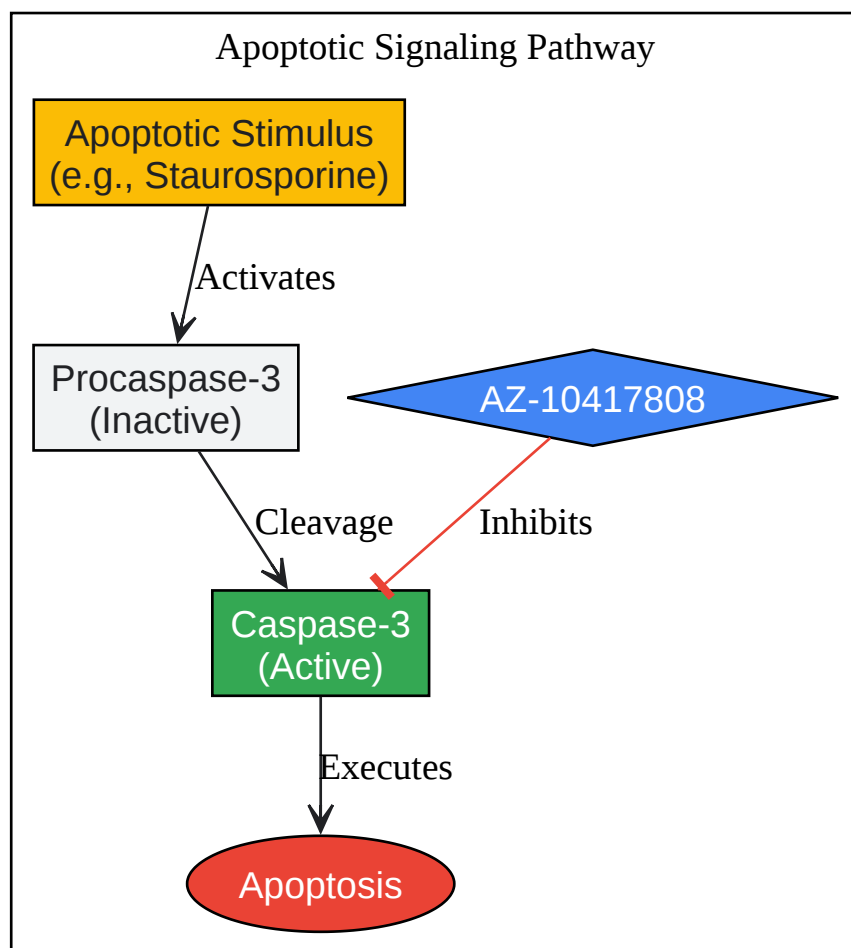 Apoptotic Signaling Pathway
Apoptotic Stimulus
(e.g., Staurosporine)
Activates
Procaspase-3
(Inactive)
AZ-10417808
Cleavage
Inhibits
Caspase-3
(Active)
Executes
Apoptosis